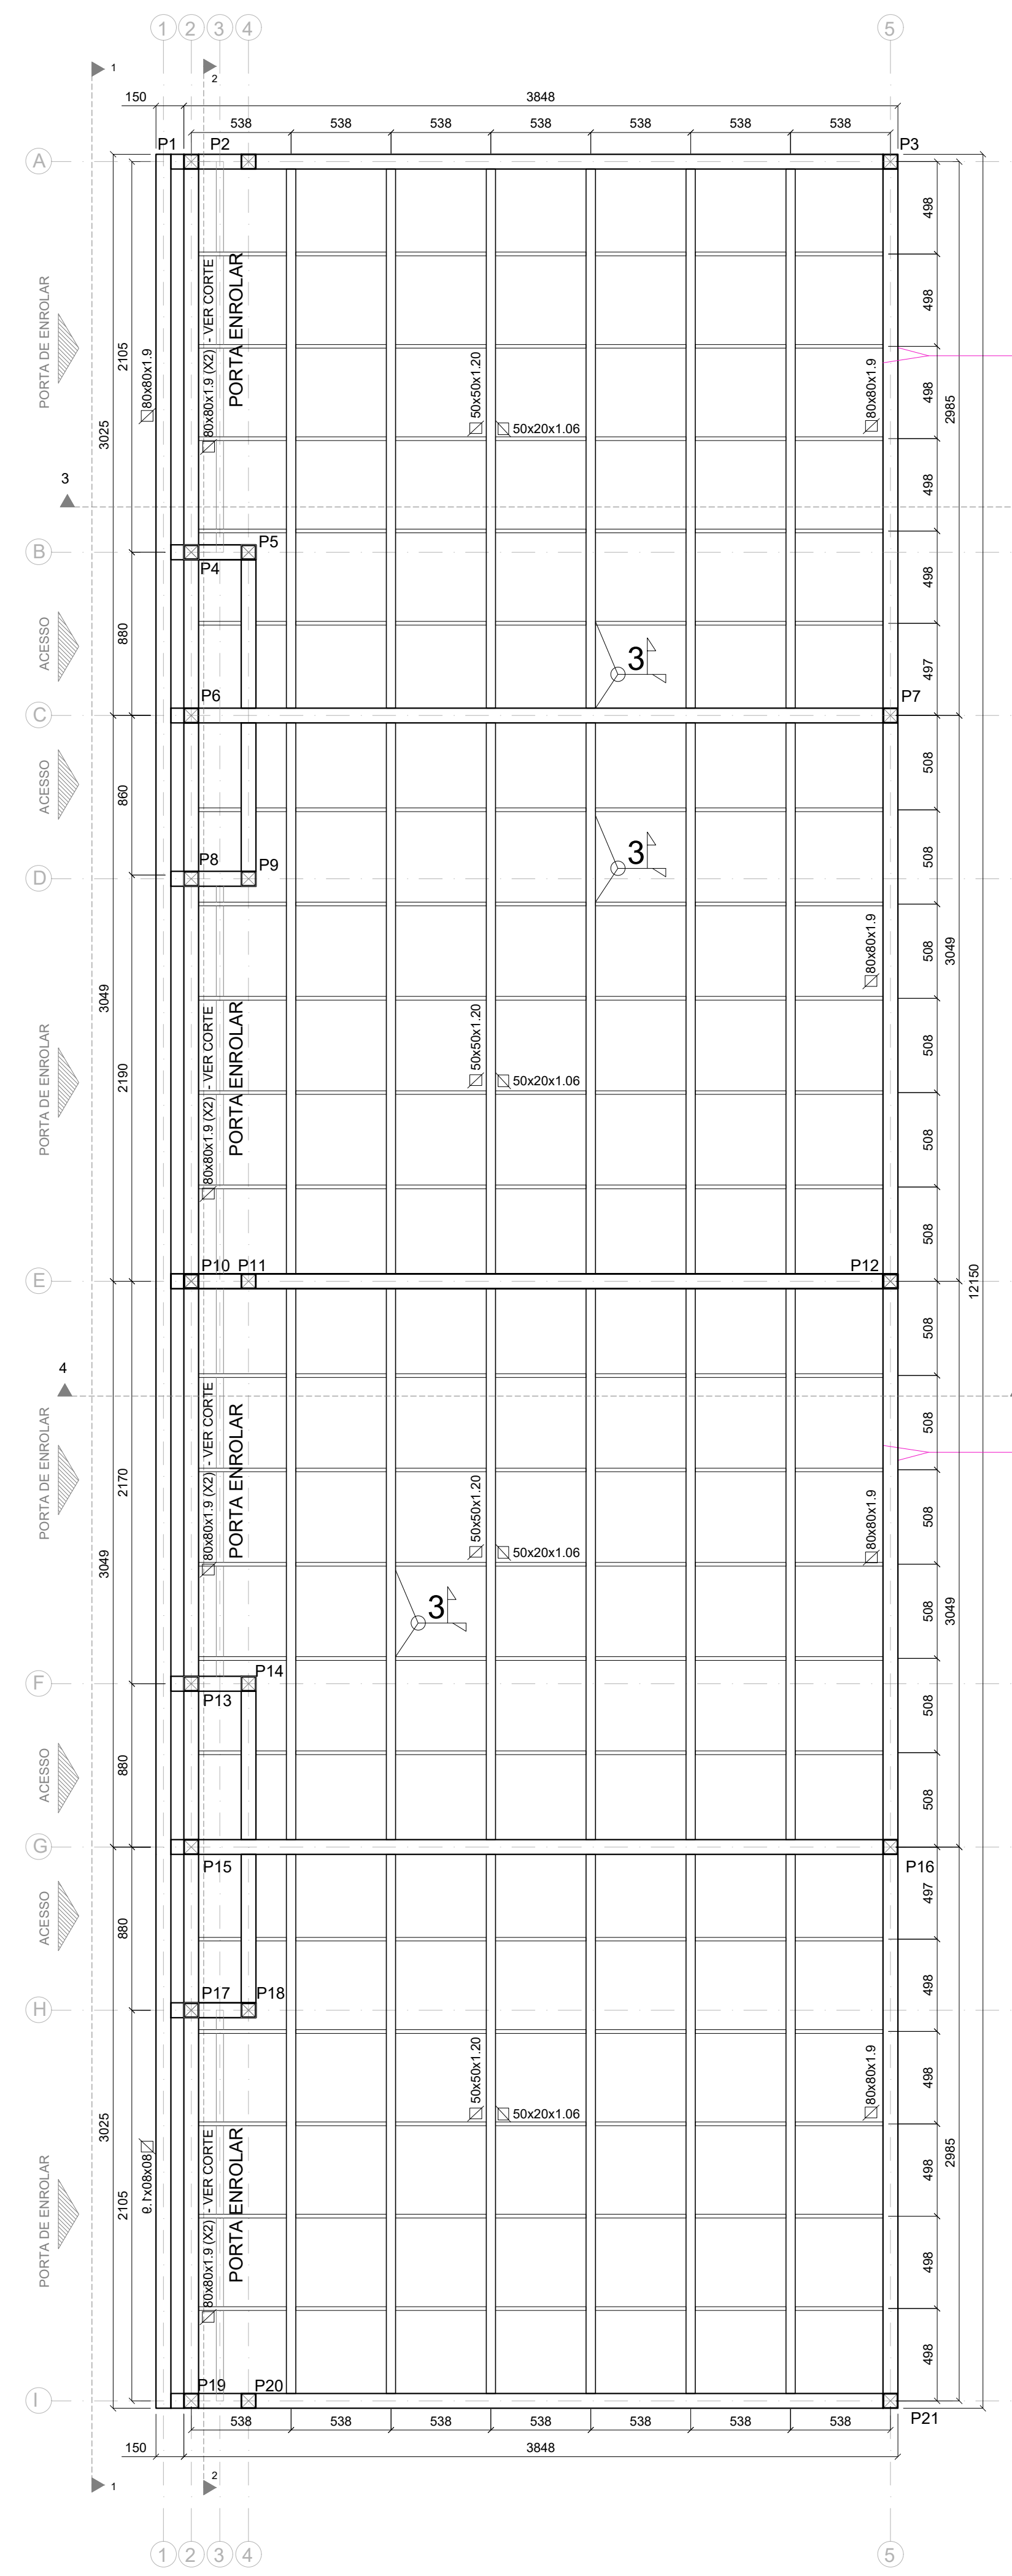 1 2 3 4 5
1
2
150
3848
538 538 538 538 538 538 538
P1
P2
P3
A
498
PORTA DE ENROLAR
2105
3025
80x80x1.9
80x80x1.9 (X2) - VER CORTE
PORTA ENROLAR
50x50x1.20
50x20x1.06
80x80x1.9
498
498
2985
498
3
B
P4
P5
498
ACESSO
880
3
497
C
P6
P7
ACESSO
860
508
3
508
D
P8
P9
508
80x80x1.9
3049
3049
PORTA DE ENROLAR
2190
80x80x1.9 (X2) - VER CORTE
PORTA ENROLAR
50x50x1.20
50x20x1.06
508
508
508
E
P10
P11
P12
12150
508
4
PORTA DE ENROLAR
2170
3049
80x80x1.9 (X2) - VER CORTE
PORTA ENROLAR
50x50x1.20
50x20x1.06
80x80x1.9
508
508
508
3049
3
F
P13
P14
508
ACESSO
880
508
G
P15
P16
ACESSO
880
497
498
H
P17
P18
50x50x1.20
50x20x1.06
80x80x1.9
498
PORTA DE ENROLAR
2105
3025
80x80x1.9
80x80x1.9 (X2) - VER CORTE
PORTA ENROLAR
498
2985
498
498
I
P19
P20
P21
538 538 538 538 538 538 538
150
3848
1
2
1 2 3 4 5